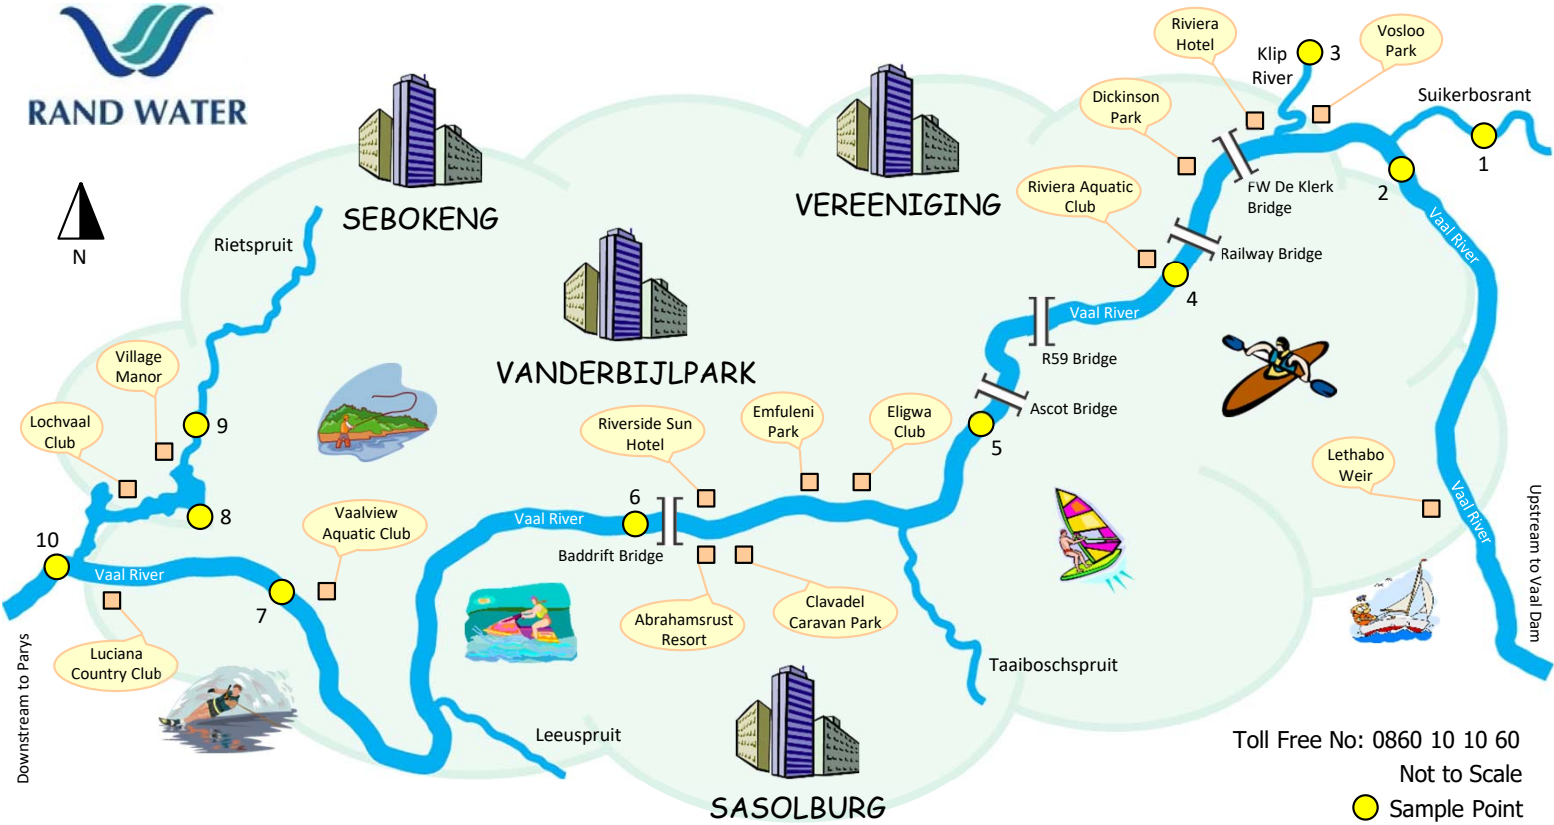 RAND WATER
N
Riviera
Hotel
Klip
River
3
Vosloo
Park
Dickinson
Park
Suikerbosrant
1
2
Riviera Aquatic
Club
FW De Klerk
Bridge
SEBOKENG
VEREENIGING
Vaal River
Rietspruit
Railway Bridge
4
Vaal River
R59 Bridge
Village
Manor
VANDERBIJLPARK
Ascot Bridge
Lochvaal
Club
9
Riverside Sun
Hotel
Emfuleni
Park
Eligwa
Club
5
Lethabo
Weir
8
Vaalview
Aquatic Club
6
Vaal River
Baddrift Bridge
Vaal River
Upstream to Vaal Dam
10
Vaal River
7
Abrahamsrust
Resort
Clavadel
Caravan Park
Luciana
Country Club
Downstream to Parys
Taaiboschspruit
Leeuspruit
SASOLBURG
Toll Free No: 0860 10 10 60
Not to Scale
Sample Point